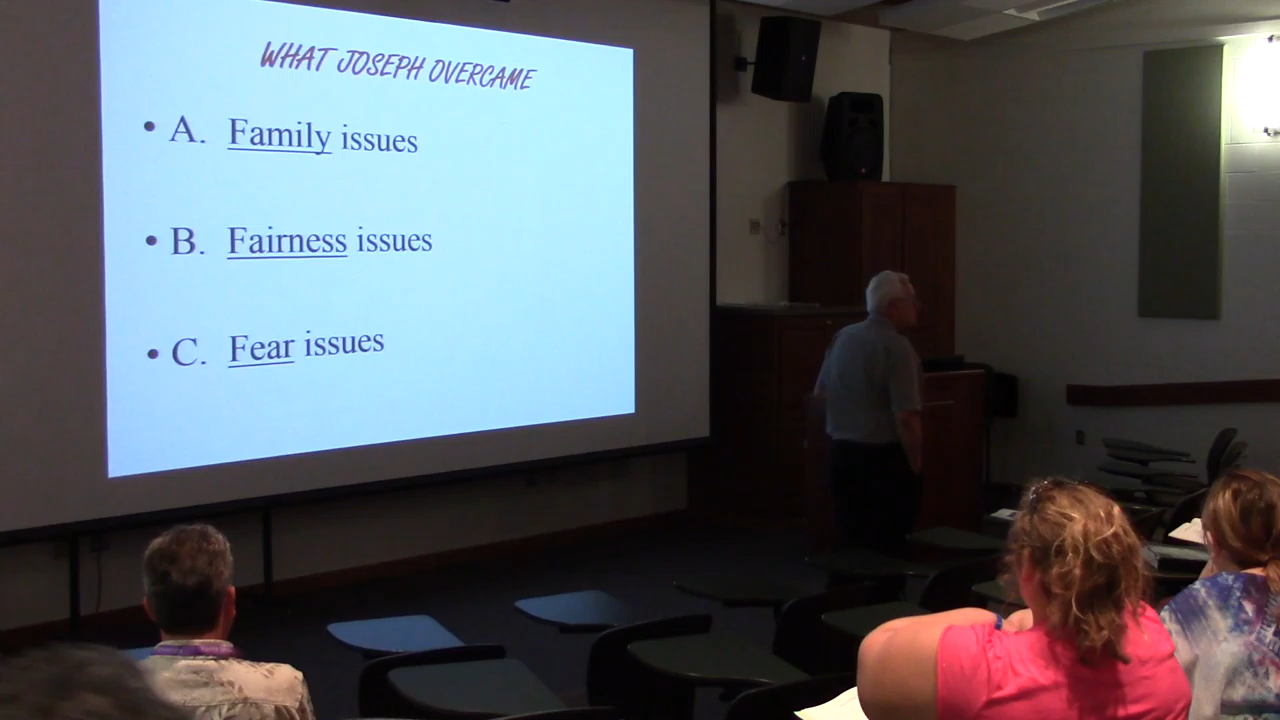 WHAT JOSEPH OVERCAME
• A. Family issues
• B. Fairness issues
• C. Fear issues